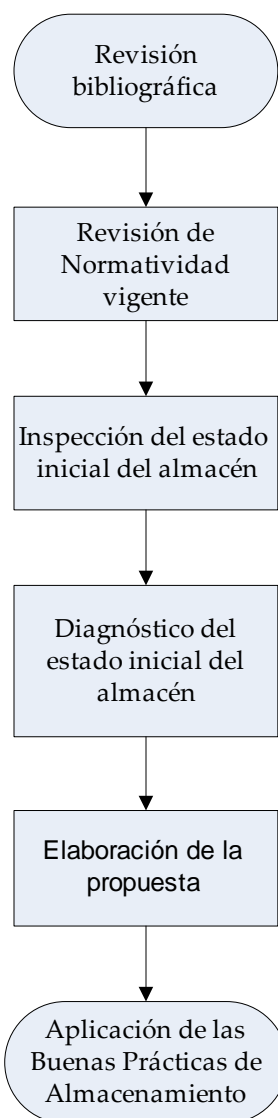 Revisión
bibliográfica
Revisión de
Normatividad
vigente
Inspección del estado
inicial del almacén
Diagnóstico del
estado inicial del
almacén
Elaboración de la
propuesta
Aplicación de las
Buenas Prácticas de
Almacenamiento